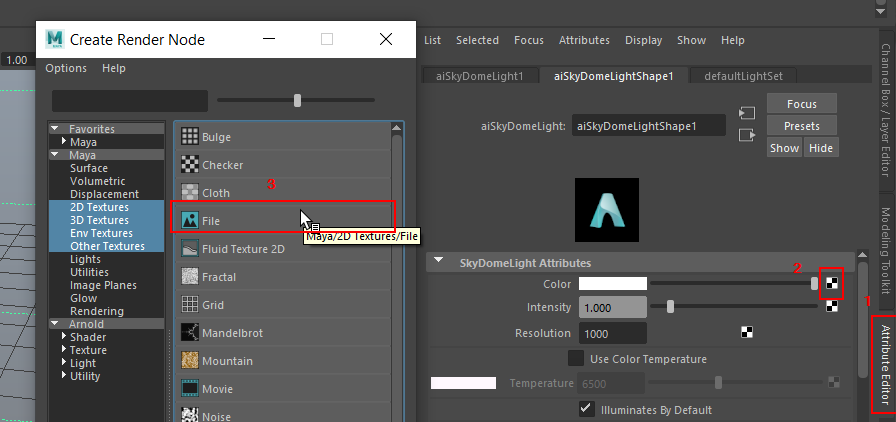 1.00
M
Create Render Node
Options Help
Favorites
Maya
Maya
Surface
Volumetric
Displacement
2D Textures
3D Textures
Env Textures
Other Textures
Lights
Utilities
Image Planes
Glow
Rendering
Arnold
Shader
Texture
Light
Utility
Bulge
Checker
Cloth
3
File
Maya/2D Textures/File
Fluid Texture 2D
Fractal
Grid
Mandelbrot
Mountain
Movie
Noise
List Selected Focus Attributes Display Show Help
aiSkyDomeLight1 aiSkyDomeLightShape1 defaultLightSet
aiSkyDomeLight: aiSkyDomeLightShape1
Focus
Presets
Show Hide
SkyDomeLight Attributes
2
Color
Intensity 1.000
Resolution 1000
Use Color Temperature
Temperature 6500
Illuminates By Default
Channel Box / Layer Editor
Modeling Toolkit
1
Attribute Editor